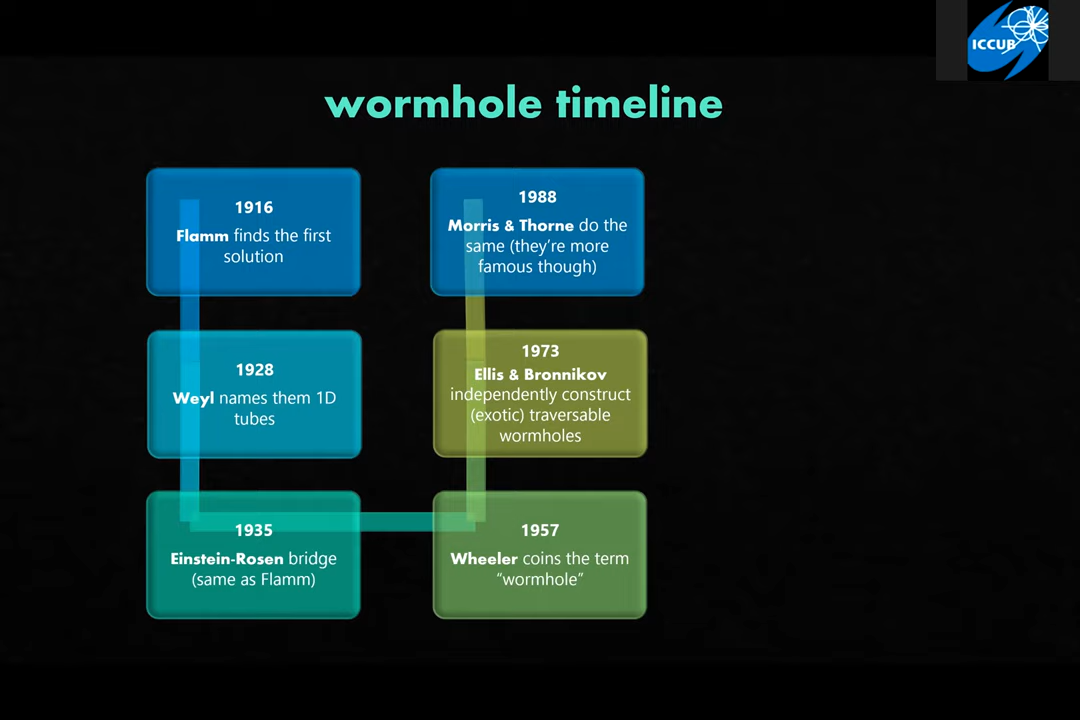 ICCUB
wormhole timeline
1916
Flamm finds the first
solution
1928
Weyl names them 1D
tubes
1935
Einstein-Rosen bridge
(same as Flamm)
1957
Wheeler coins the term
“wormhole”
1973
Ellis & Bronnikov
independently construct
(exotic) traversable
wormholes
1988
Morris & Thorne do the
same (they’re more
famous though)